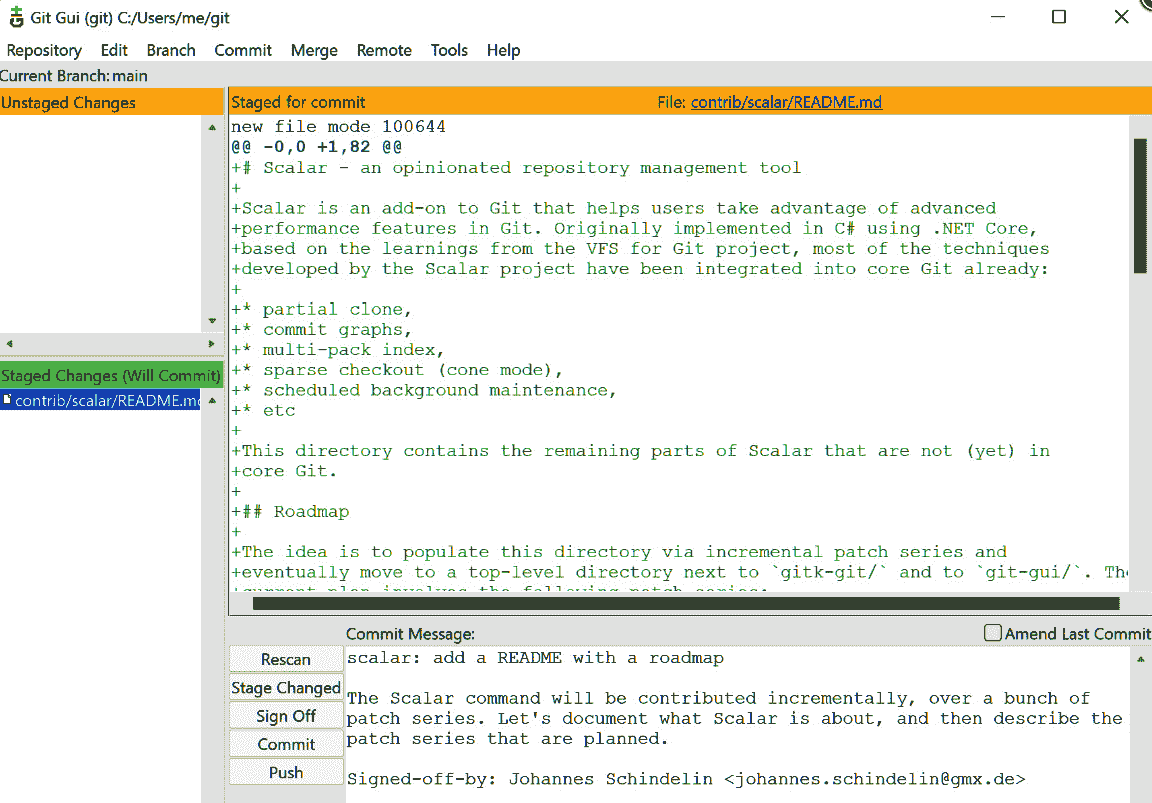 Git Gui (git) C:/Users/me/git
Repository Edit Branch Commit Merge Remote Tools Help
Current Branch: main
Unstaged Changes
Staged for commit File: contrib/scalar/README.md
new file mode 100644
@@ -0,0 +1,82 @@
+# Scalar - an opinionated repository management tool
+
+Scalar is an add-on to Git that helps users take advantage of advanced
+performance features in Git. Originally implemented in C# using .NET Core,
+based on the learnings from the VFS for Git project, most of the techniques
+developed by the Scalar project have been integrated into core Git already:
+
+* partial clone,
+* commit graphs,
+* multi-pack index,
+* sparse checkout (cone mode),
+* scheduled background maintenance,
+* etc
+
+This directory contains the remaining parts of Scalar that are not (yet) in
+core Git.
+
+## Roadmap
+
+The idea is to populate this directory via incremental patch series and
+eventually move to a top-level directory next to `gitk-git/` and to `git-gui/`. The
+current plan involves the following patch series:
Staged Changes (Will Commit)
contrib/scalar/README.md
Commit Message:
Amend Last Commit
Rescan
Stage Changed
Sign Off
Commit
Push
scalar: add a README with a roadmap
The Scalar command will be contributed incrementally, over a bunch of
patch series. Let's document what Scalar is about, and then describe the
patch series that are planned.
Signed-off-by: Johannes Schindelin <johannes.schindelin@gmx.de>